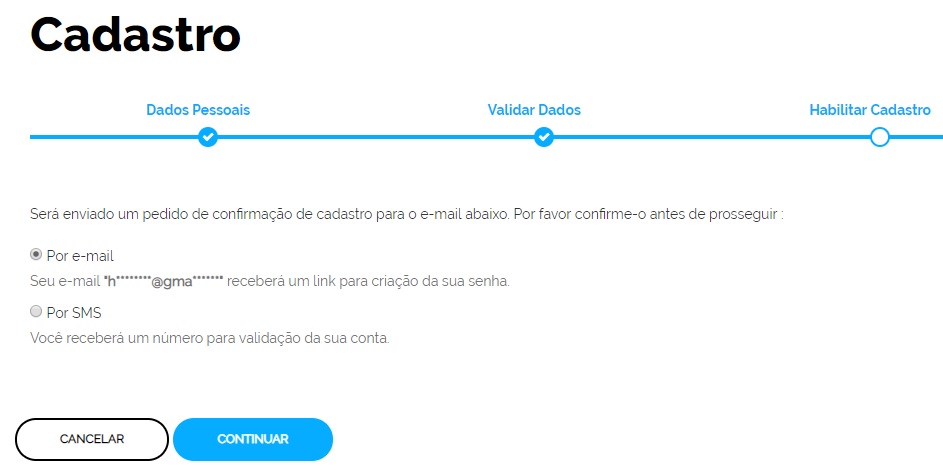 Cadastro
Dados Pessoais
Validar Dados
Habilitar Cadastro
Será enviado um pedido de confirmação de cadastro para o e-mail abaixo. Por favor confirme-o antes de prosseguir :
Por e-mail
Seu e-mail "h********@gma*******" receberá um link para criação da sua senha.
Por SMS
Você receberá um número para validação da sua conta.
CANCELAR
CONTINUAR